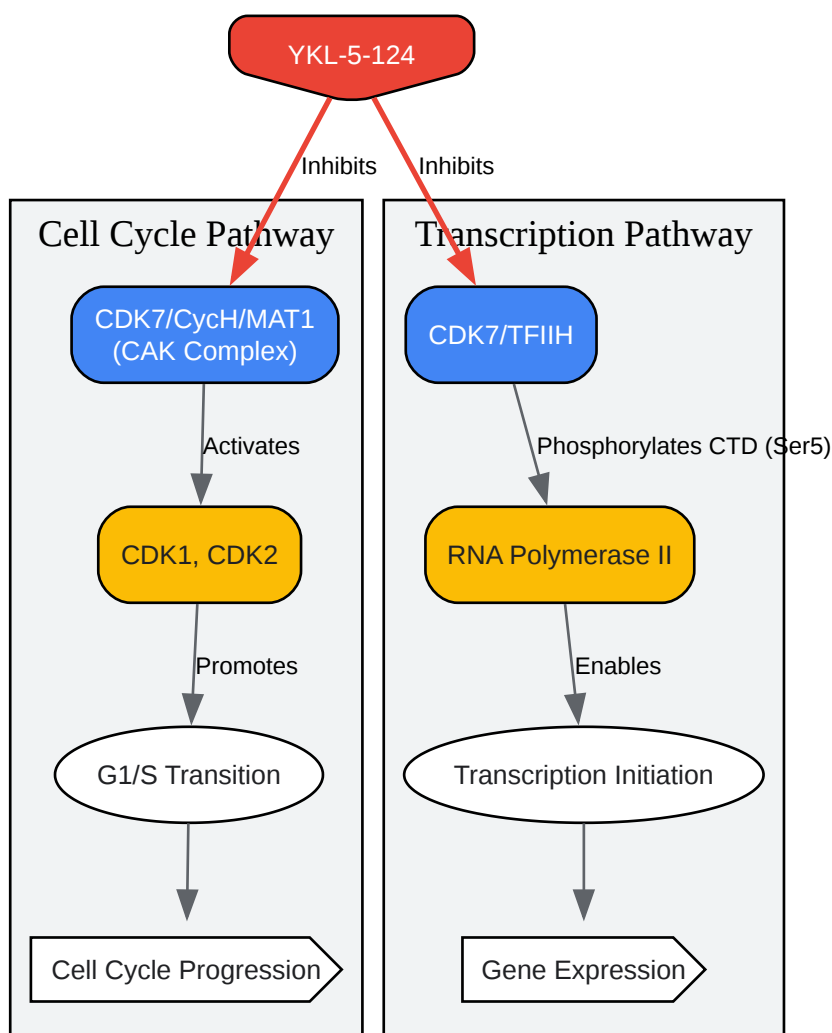 YKL-5-124
Inhibits
Inhibits
Cell Cycle Pathway
CDK7/CycH/MAT1
(CAK Complex)
Activates
CDK1, CDK2
Promotes
G1/S Transition
Cell Cycle Progression
Transcription Pathway
CDK7/TFIIH
Phosphorylates CTD (Ser5)
RNA Polymerase II
Enables
Transcription Initiation
Gene Expression